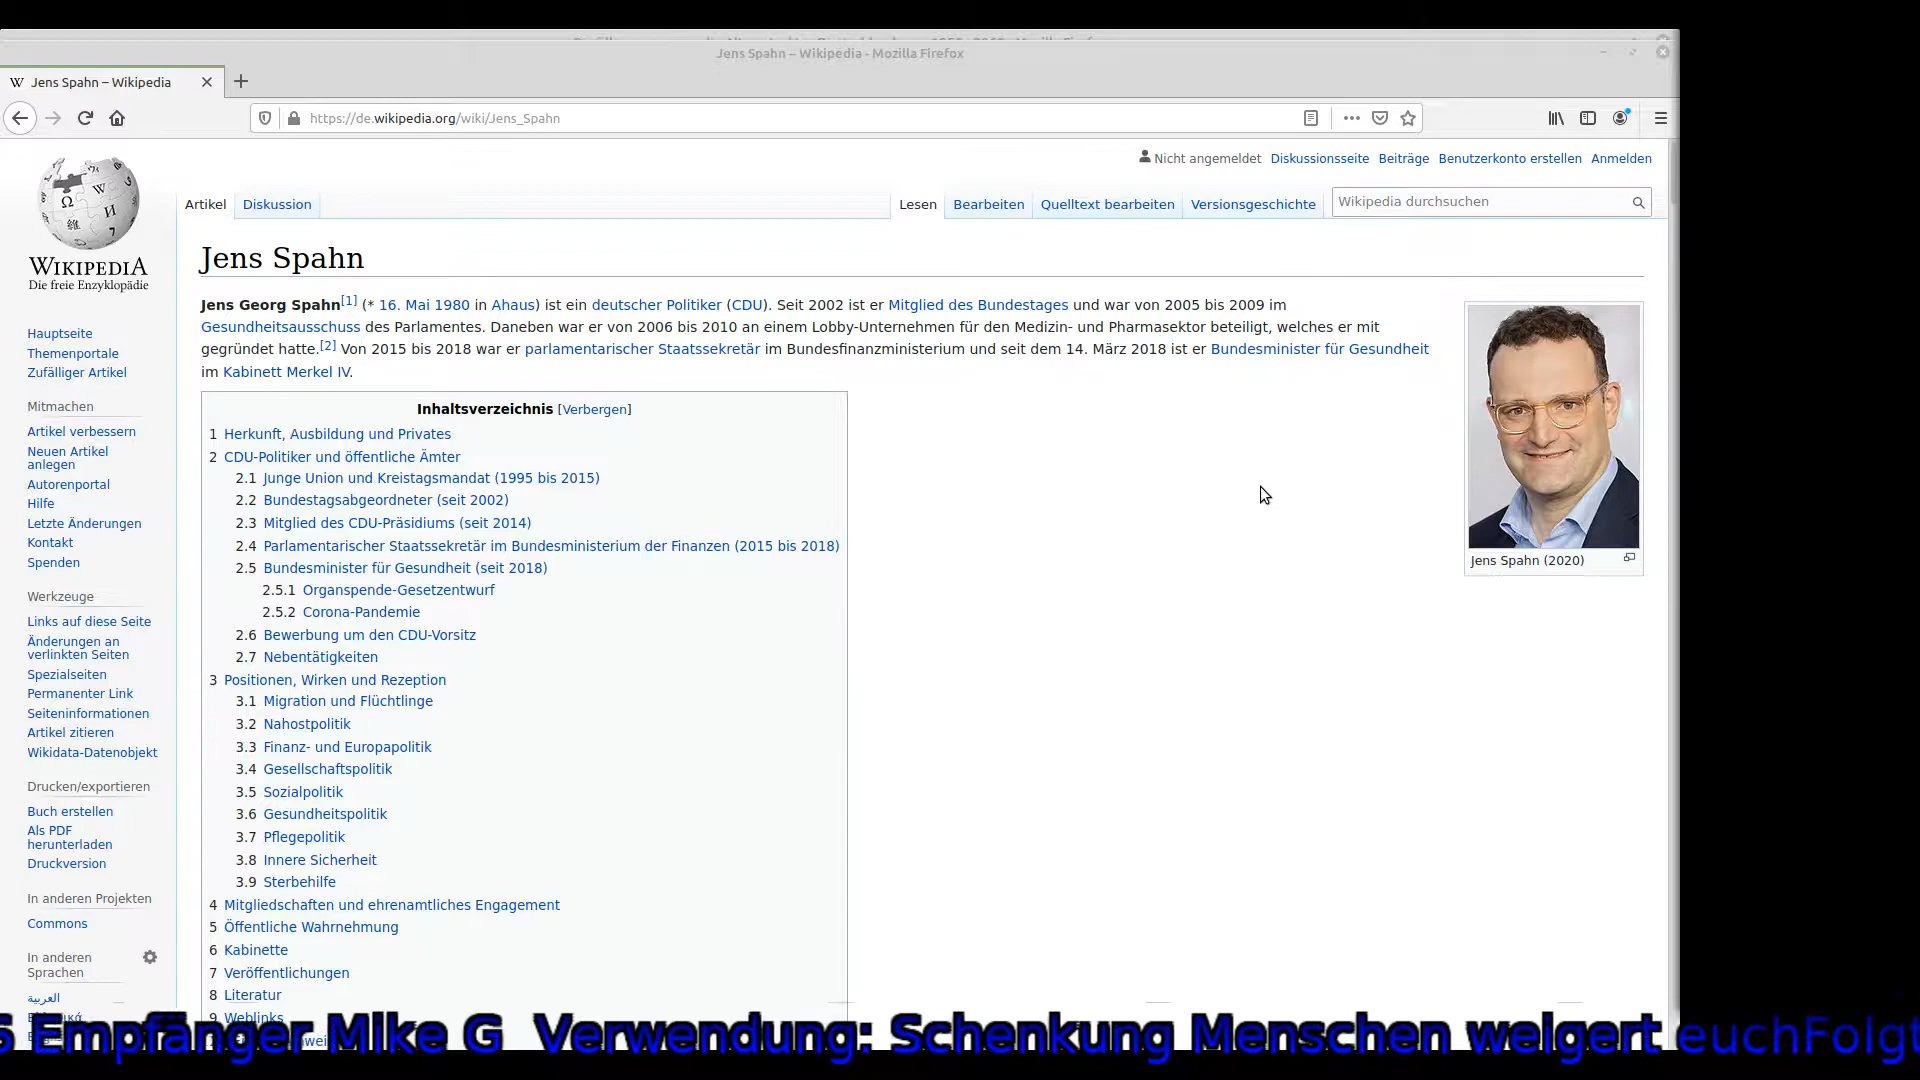 Jens Spahn – Wikipedia - Mozilla Firefox
Jens Spahn – Wikipedia
https://de.wikipedia.org/wiki/Jens_Spahn
Nicht angemeldet Diskussionsseite Beiträge Benutzerkonto erstellen Anmelden
Artikel Diskussion Lesen Bearbeiten Quelltext bearbeiten Versionsgeschichte Wikipedia durchsuchen
WIKIPEDIA
Die freie Enzyklopädie
Hauptseite
Themenportale
Zufälliger Artikel
Mitmachen
Artikel verbessern
Neuen Artikel
anlegen
Autorenportal
Hilfe
Letzte Änderungen
Kontakt
Spenden
Werkzeuge
Links auf diese Seite
Änderungen an
verlinkten Seiten
Spezialseiten
Permanenter Link
Seiteninformationen
Artikel zitieren
Wikidata-Datenobjekt
Drucken/exportieren
Buch erstellen
Als PDF
herunterladen
Druckversion
In anderen Projekten
Commons
In anderen
Sprachen
العربية
Jens Spahn
Jens Georg Spahn[1] (* 16. Mai 1980 in Ahaus) ist ein deutscher Politiker (CDU). Seit 2002 ist er Mitglied des Bundestages und war von 2005 bis 2009 im
Gesundheitsausschuss des Parlamentes. Daneben war er von 2006 bis 2010 an einem Lobby-Unternehmen für den Medizin- und Pharmasektor beteiligt, welches er mit
gegründet hatte.[2] Von 2015 bis 2018 war er parlamentarischer Staatssekretär im Bundesfinanzministerium und seit dem 14. März 2018 ist er Bundesminister für Gesundheit
im Kabinett Merkel IV.
Jens Spahn (2020)
Inhaltsverzeichnis [Verbergen]
1 Herkunft, Ausbildung und Privates
2 CDU-Politiker und öffentliche Ämter
2.1 Junge Union und Kreistagsmandat (1995 bis 2015)
2.2 Bundestagsabgeordneter (seit 2002)
2.3 Mitglied des CDU-Präsidiums (seit 2014)
2.4 Parlamentarischer Staatssekretär im Bundesministerium der Finanzen (2015 bis 2018)
2.5 Bundesminister für Gesundheit (seit 2018)
2.5.1 Organspende-Gesetzentwurf
2.5.2 Corona-Pandemie
2.6 Bewerbung um den CDU-Vorsitz
2.7 Nebentätigkeiten
3 Positionen, Wirken und Rezeption
3.1 Migration und Flüchtlinge
3.2 Nahostpolitik
3.3 Finanz- und Europapolitik
3.4 Gesellschaftspolitik
3.5 Sozialpolitik
3.6 Gesundheitspolitik
3.7 Pflegepolitik
3.8 Innere Sicherheit
3.9 Sterbehilfe
4 Mitgliedschaften und ehrenamtliches Engagement
5 Öffentliche Wahrnehmung
6 Kabinette
7 Veröffentlichungen
8 Literatur
9 Weblinks
Empfänger Mike G Verwendung: Schenkung Menschen weigert euchFolgt